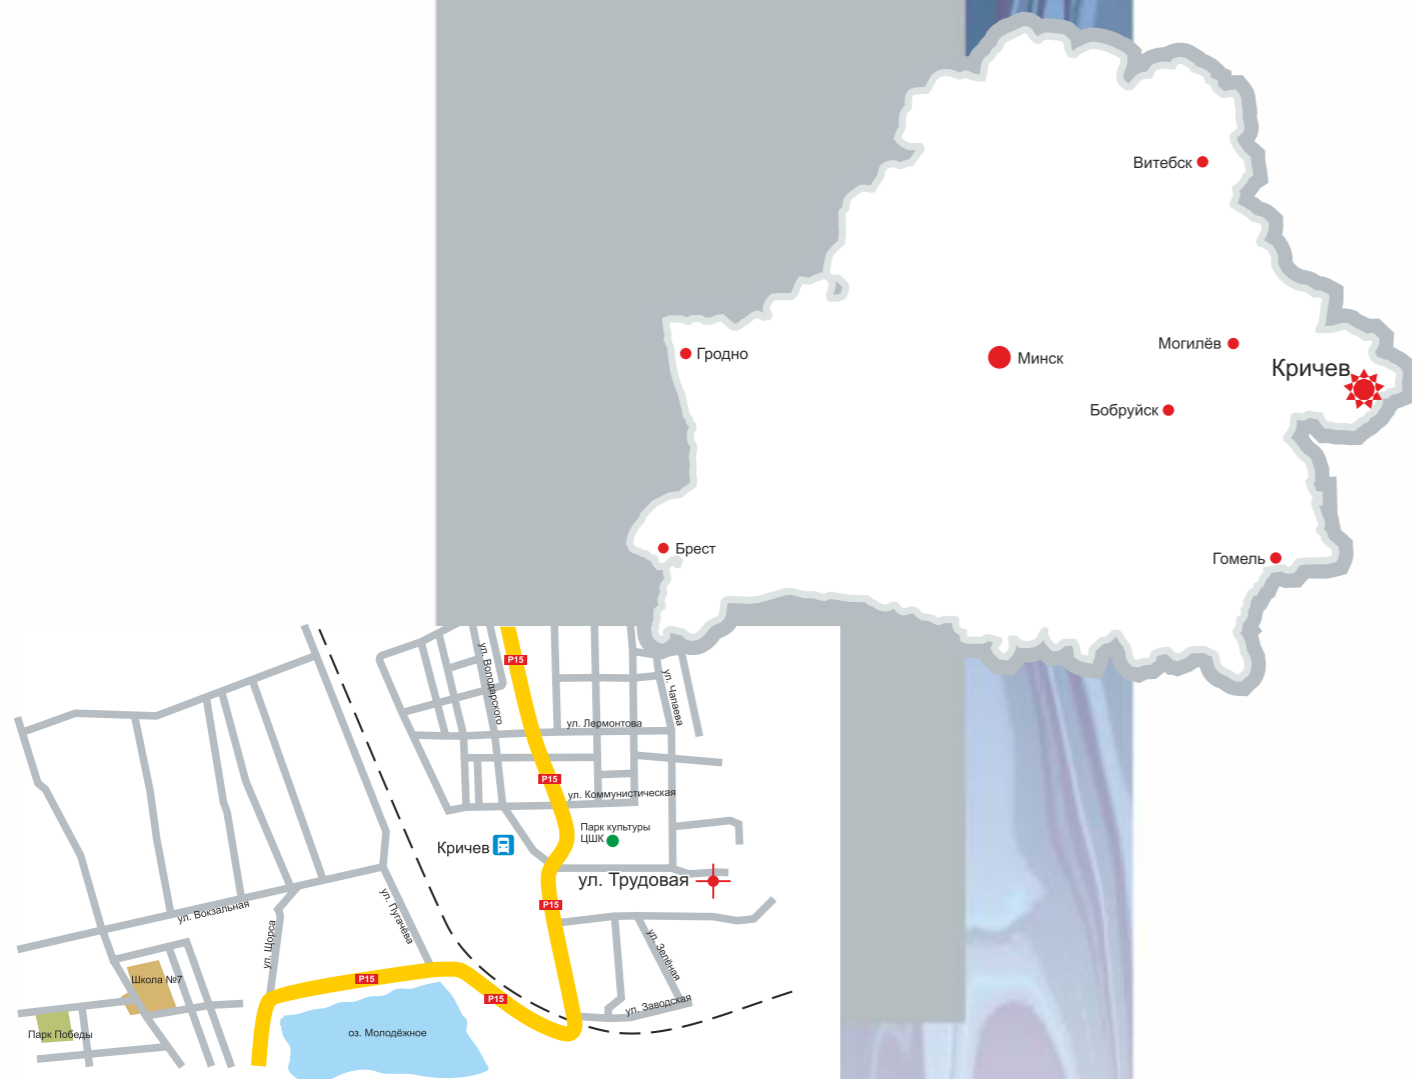 Витебск
Могилёв
Гродно
Минск
Кричев
Бобруйск
Брест
Гомель
ул. Володарского
Р15
ул. Чапаева
ул. Лермонтова
Р15
ул. Коммунистическая
Парк культуры
ЦШК
Кричев
ул. Трудовая
ул. Вокзальная
ул. Пугачёва
Р15
ул. Щорса
ул. Зелёная
Школа №7
Р15
Р15
ул. Заводская
Парк Победы
оз. Молодёжное